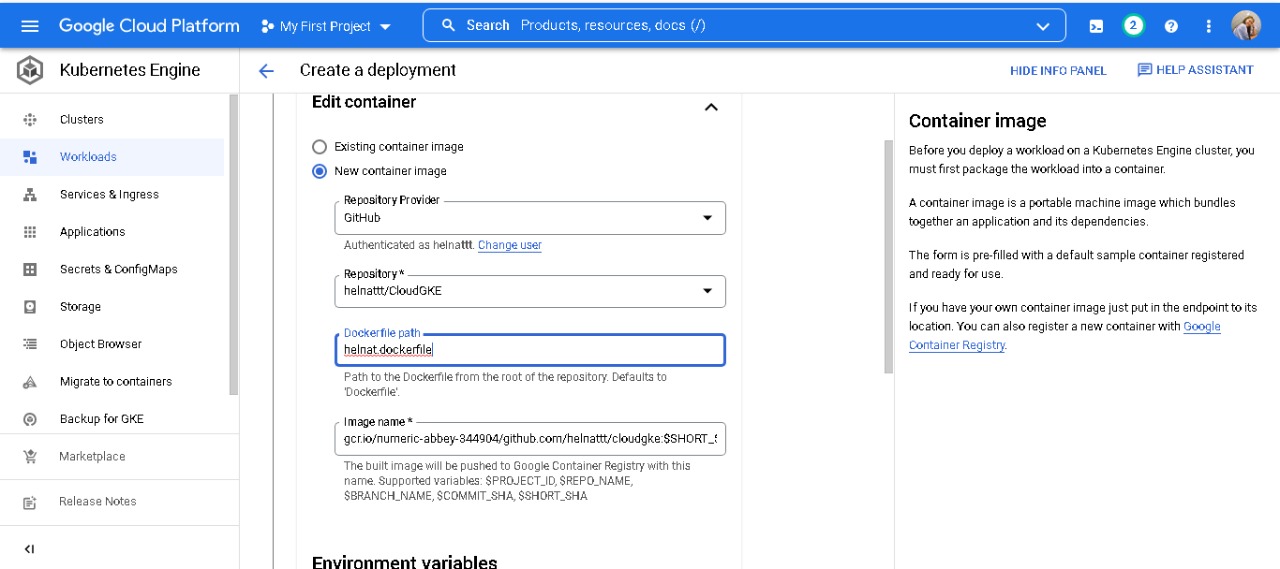 Google Cloud Platform
My First Project
Search Products, resources, docs (/)
2
Kubernetes Engine
Create a deployment
HIDE INFO PANEL
HELP ASSISTANT
Clusters
Workloads
Services & Ingress
Applications
Secrets & ConfigMaps
Storage
Object Browser
Migrate to containers
Backup for GKE
Marketplace
Release Notes
Edit container
Existing container image
New container image
Repository Provider
GitHub
Authenticated as helnattt. Change user
Repository *
helnattt/CloudGKE
Dockerfile path
helnat.dockerfile
Path to the Dockerfile from the root of the repository. Defaults to
'Dockerfile'.
Image name *
gcr.io/numeric-abbey-344904/github.com/helnattt/cloudgke:$SHORT_S
The built image will be pushed to Google Container Registry with this
name. Supported variables: $PROJECT_ID, $REPO_NAME,
$BRANCH_NAME, $COMMIT_SHA, $SHORT_SHA
Environment variables
Container image
Before you deploy a workload on a Kubernetes Engine cluster, you
must first package the workload into a container.
A container image is a portable machine image which bundles
together an application and its dependencies.
The form is pre-filled with a default sample container registered
and ready for use.
If you have your own container image just put in the endpoint to its
location. You can also register a new container with Google
Container Registry.